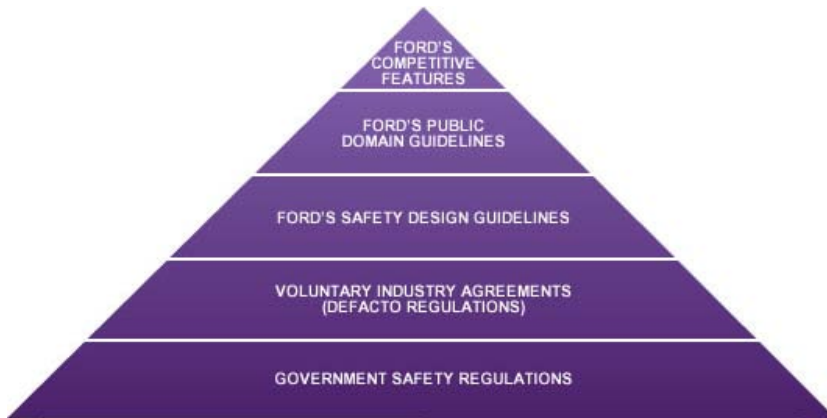 FORD'S
COMPETITIVE
FEATURES
FORD'S PUBLIC
DOMAIN GUIDELINES
FORD'S SAFETY DESIGN GUIDELINES
VOLUNTARY INDUSTRY AGREEMENTS
(DEFACTO REGULATIONS)
GOVERNMENT SAFETY REGULATIONS